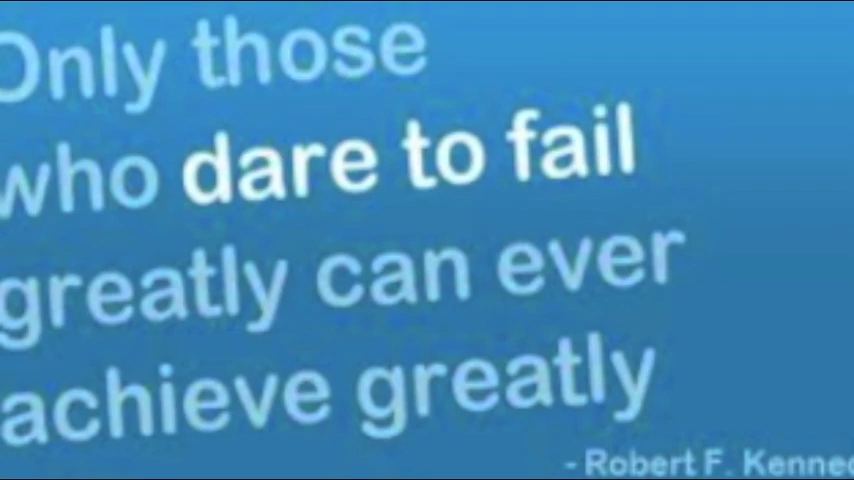 Only those
who dare to fail
greatly can ever
achieve greatly
- Robert F. Kenned